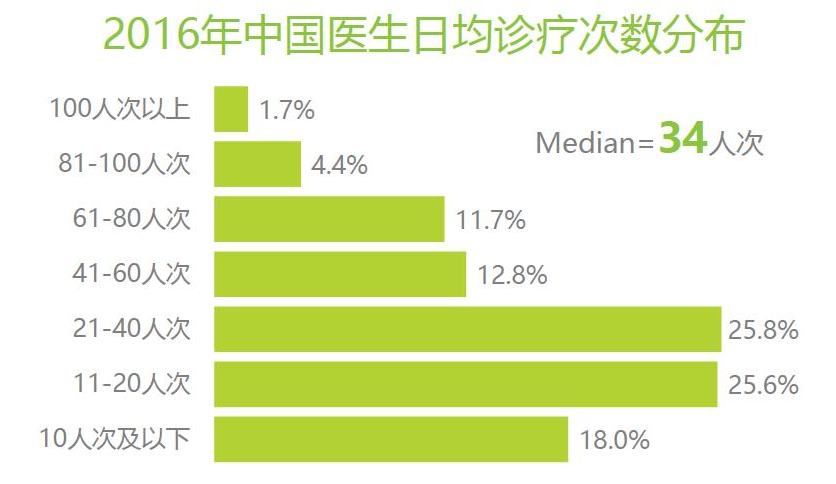 2016年中国医生日均诊疗次数分布
100人次以上 1.7%
Median=34人次
81-100人次 4.4%
61-80人次 11.7%
41-60人次 12.8%
21-40人次 25.8%
11-20人次 25.6%
10人次及以下 18.0%